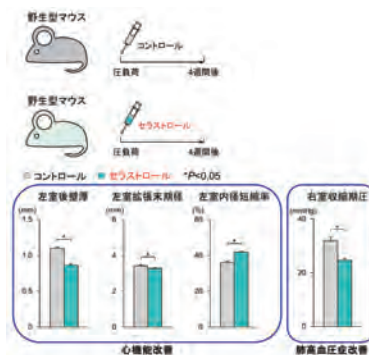 野生型マウス
コントロール
圧負荷 4週間後
野生型マウス
セラストロール
圧負荷 4週間後
コントロール セラストロール *P<0.05
左室後壁厚 左室拡張末期径 左室内径短縮率 右室収縮期圧
(mm) (mm) (%) (mmHg)
1.5 6 60 40
1.0 4 40
0.5 2 20 20
0 0 0 0
* * * *
心機能改善 肺高血圧症改善